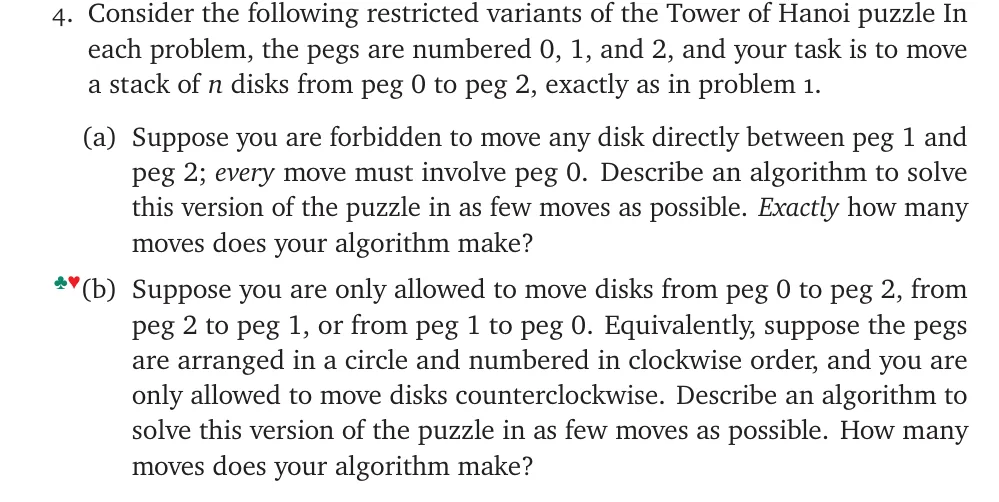 4. Consider the following restricted variants of the Tower of Hanoi puzzle In
each problem, the pegs are numbered 0, 1, and 2, and your task is to move
a stack of n disks from peg 0 to peg 2, exactly as in problem 1.
(a) Suppose you are forbidden to move any disk directly between peg 1 and
peg 2; every move must involve peg 0. Describe an algorithm to solve
this version of the puzzle in as few moves as possible. Exactly how many
moves does your algorithm make?
♣♥(b) Suppose you are only allowed to move disks from peg 0 to peg 2, from
peg 2 to peg 1, or from peg 1 to peg 0. Equivalently, suppose the pegs
are arranged in a circle and numbered in clockwise order, and you are
only allowed to move disks counterclockwise. Describe an algorithm to
solve this version of the puzzle in as few moves as possible. How many
moves does your algorithm make?